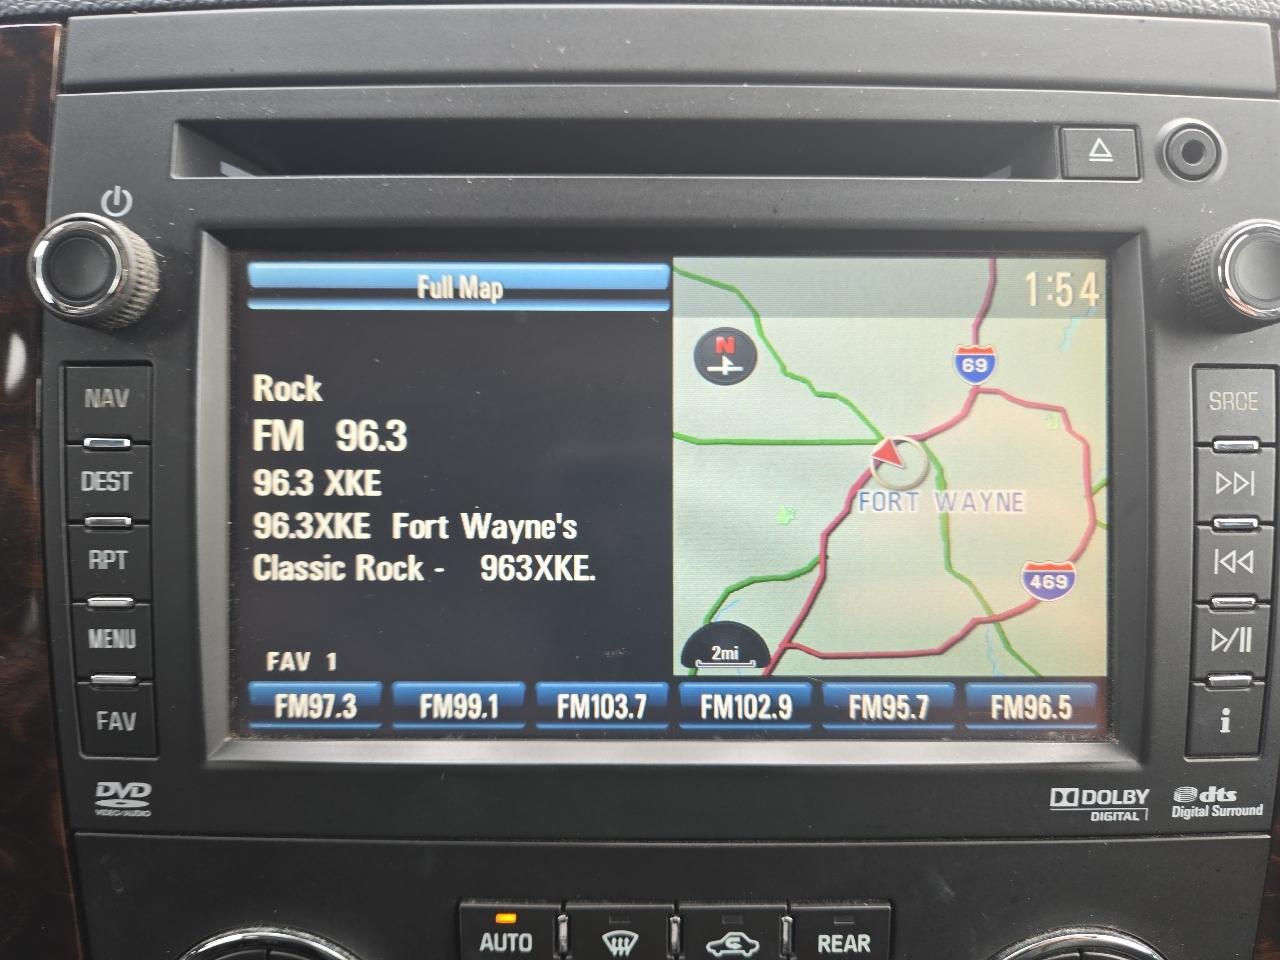 Full Map
1:54
N
69
Rock
FM 96.3
96.3 XKE
96.3XKE Fort Wayne's
Classic Rock - 963XKE.
FORT WAYNE
469
2mi
FAV 1
FM97.3 FM99.1 FM103.7 FM102.9 FM95.7 FM96.5
NAV
DEST
RPT
MENU
FAV
SRCE
i
DVD
VIDEO/AUDIO
DOLBY
DIGITAL
dts
Digital Surround
AUTO
REAR